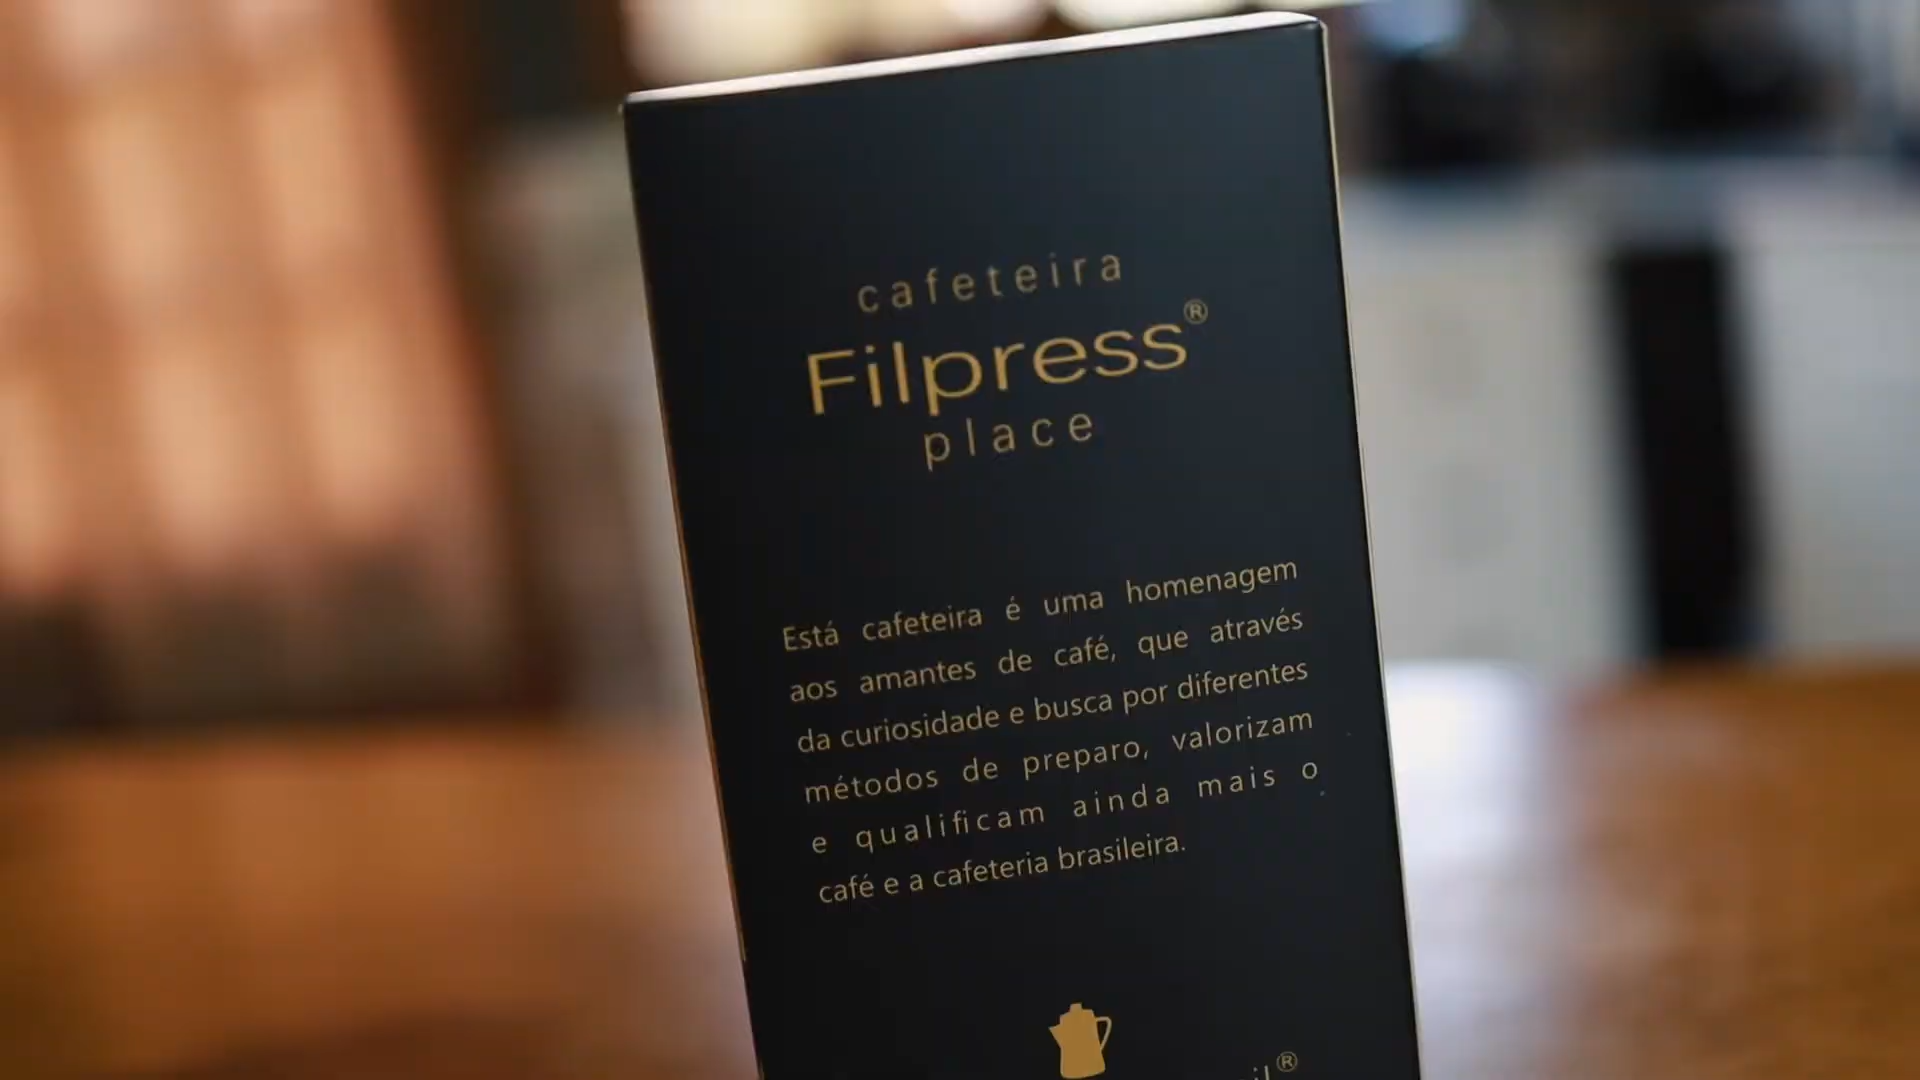 cafeteira
Filpress®
place
Está cafeteira é uma homenagem
aos amantes de café, que através
da curiosidade e busca por diferentes
métodos de preparo, valorizam
e qualificam ainda mais o
café e a cafeteria brasileira.